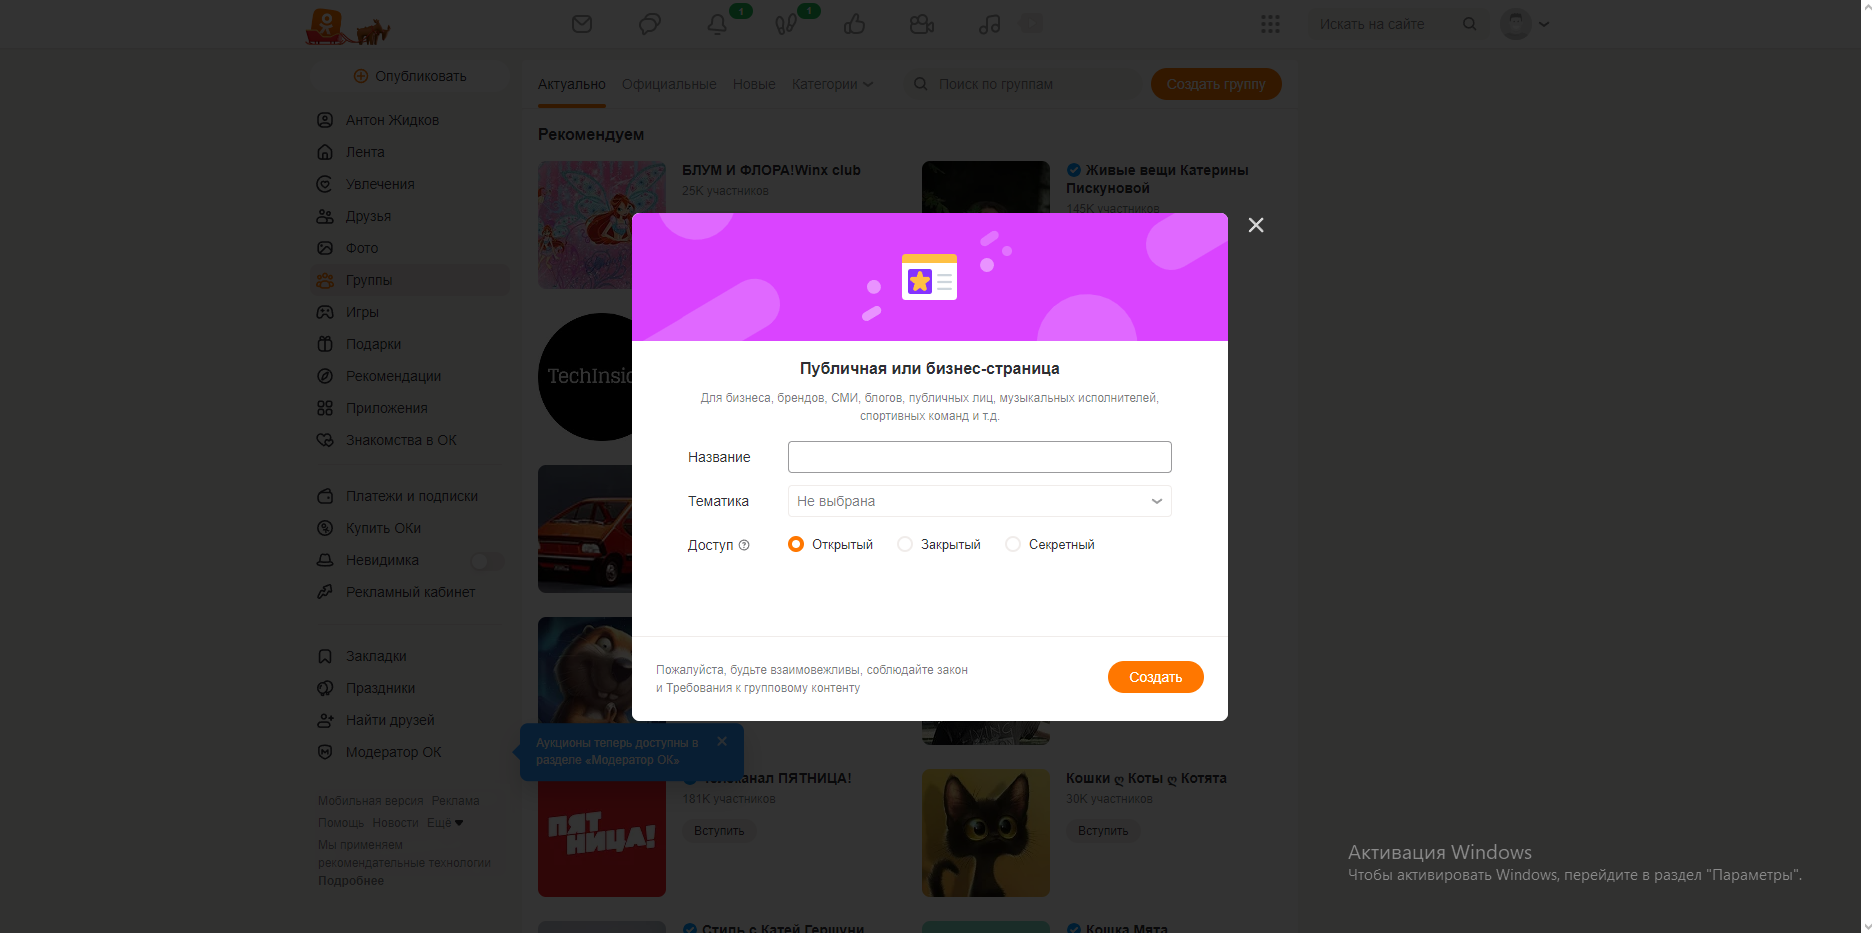 1
1
Искать на сайте
Опубликовать
Антон Жидков
Лента
Увлечения
Друзья
Фото
Группы
Игры
Подарки
Рекомендации
Приложения
Знакомства в ОК
Платежи и подписки
Купить ОКи
Невидимка
Рекламный кабинет
Закладки
Праздники
Найти друзей
Модератор ОК
Мобильная версия Реклама
Помощь Новости Ещё
Мы применяем
рекомендательные технологии
Подробнее
Актуально Официальные Новые Категории
Поиск по группам
Создать группу
Рекомендуем
БЛУМ И ФЛОРА!Winx club
25K участников
Живые вещи Катерины
Пискуновой
145K участников
Публичная или бизнес-страница
Для бизнеса, брендов, СМИ, блогов, публичных лиц, музыкальных исполнителей,
спортивных команд и т.д.
Название
Тематика
Не выбрана
Доступ
Открытый
Закрытый
Секретный
Пожалуйста, будьте взаимовежливы, соблюдайте закон
и Требования к групповому контенту
Создать
Аукционы теперь доступны в
разделе «Модератор ОК»
ПЯТНИЦА!
181K участников
Вступить
ПЯТ
НИЦА!
Кошки ღ Коты ღ Котята
30K участников
Вступить
Стиль с Катей Гершуни
Кошка Мята
Активация Windows
Чтобы активировать Windows, перейдите в раздел "Параметры".